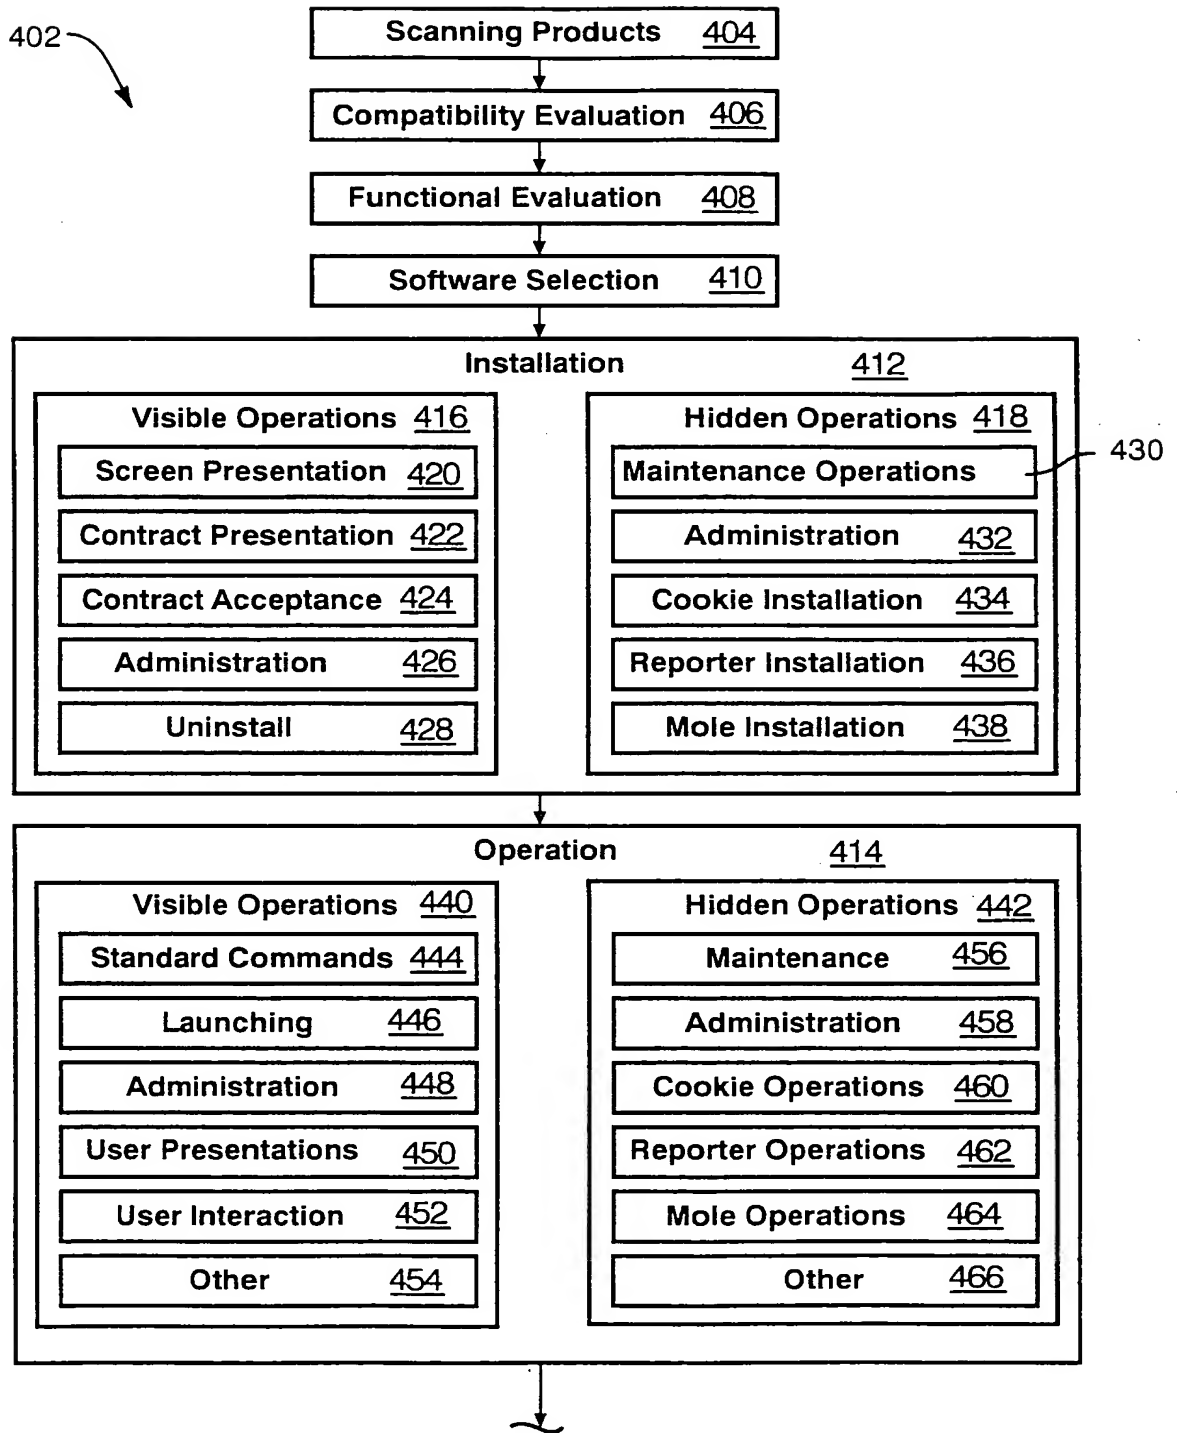 402
Scanning Products 404
Compatibility Evaluation 406
Functional Evaluation 408
Software Selection 410
Installation 412
Visible Operations 416
Screen Presentation 420
Contract Presentation 422
Contract Acceptance 424
Administration 426
Uninstall 428
Hidden Operations 418
Maintenance Operations 430
Administration 432
Cookie Installation 434
Reporter Installation 436
Mole Installation 438
Operation 414
Visible Operations 440
Standard Commands 444
Launching 446
Administration 448
User Presentations 450
User Interaction 452
Other 454
Hidden Operations 442
Maintenance 456
Administration 458
Cookie Operations 460
Reporter Operations 462
Mole Operations 464
Other 466